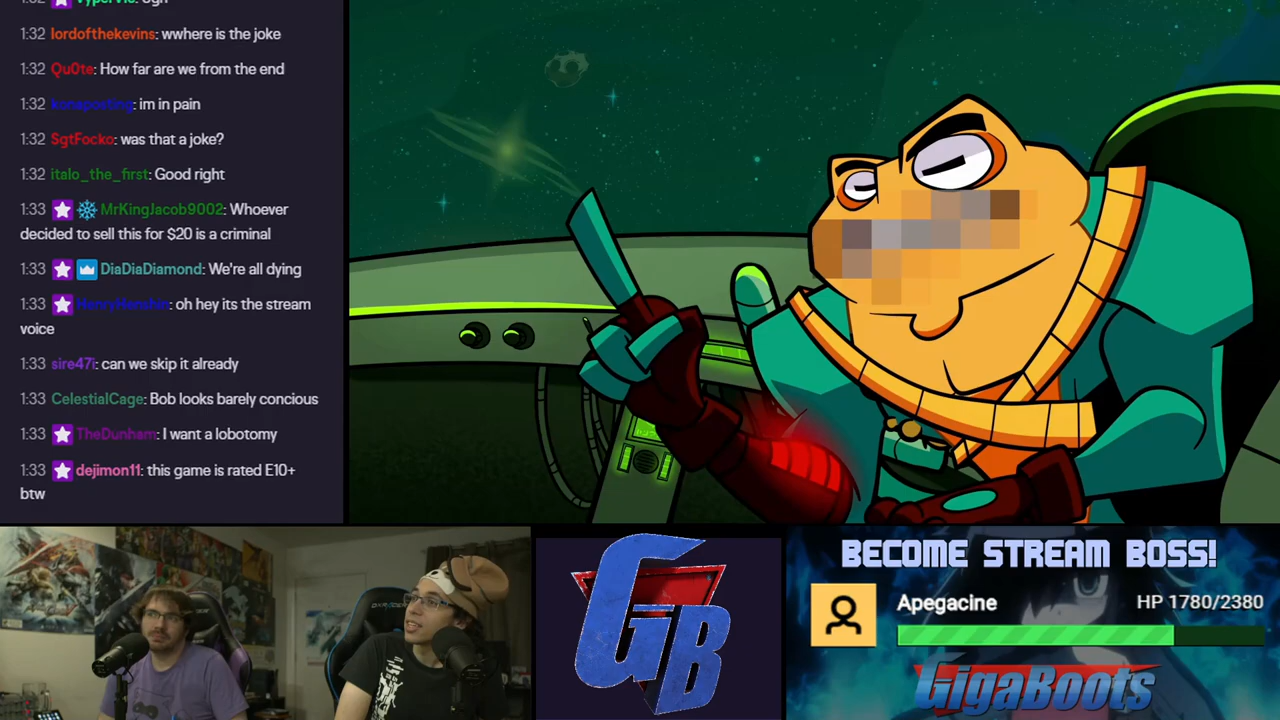 VyperVic: Ugh
1:32 lordofthekevins: wwhere is the joke
1:32 Qu0te: How far are we from the end
1:32 konaposting: im in pain
1:32 SgtFocko: was that a joke?
1:32 italo_the_first: Good right
1:33 MrKingJacob9002: Whoever
decided to sell this for $20 is a criminal
1:33 DiaDiaDiamond: We're all dying
1:33 HenryHenshin: oh hey its the stream
voice
1:33 sire47i: can we skip it already
1:33 CelestialCage: Bob looks barely concious
1:33 TheDunham: I want a lobotomy
1:33 dejimon11: this game is rated E10+
btw
GB
BECOME STREAM BOSS!
Apegacine HP 1780/2380
GigaBoots